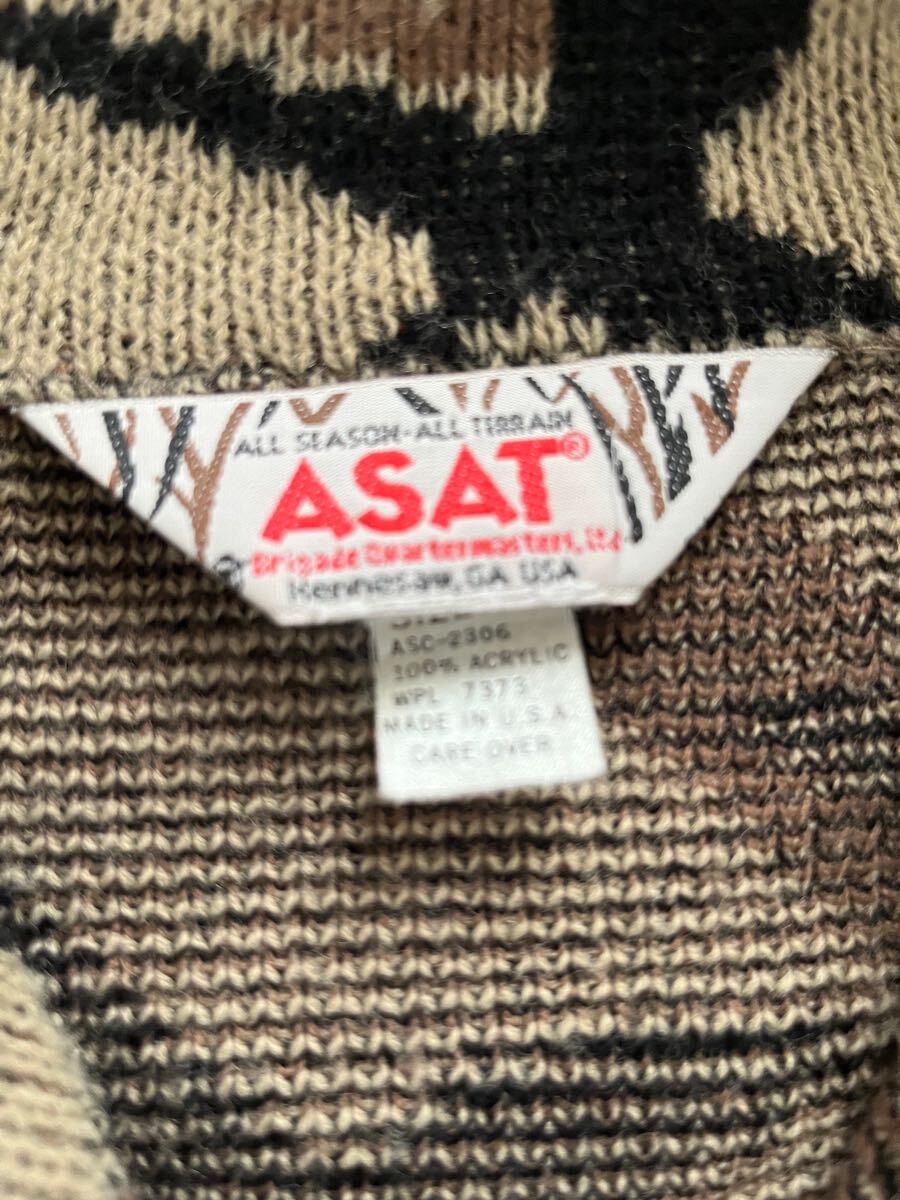 ALL SEASON-ALL TERRAIN
ASAT®
© Brigade Quartermasters, Ltd
Kennesaw, GA USA
SIZE
ASC-2306
100% ACRYLIC
WPL 7373
MADE IN U.S.A.
CARE OVER